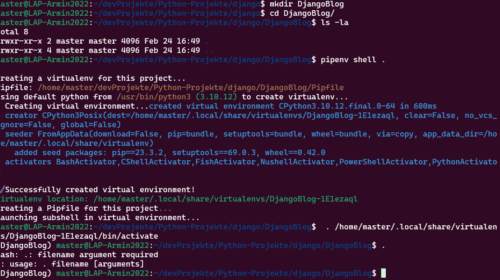 aster@LAP-Armin2022:~/devProjekte/Python-Projekte/django$ mkdir DjangoBlog
aster@LAP-Armin2022:~/devProjekte/Python-Projekte/django$ cd DjangoBlog/
aster@LAP-Armin2022:~/devProjekte/Python-Projekte/django/DjangoBlog$ ls -la
otal 8
rwxr-xr-x 2 master master 4096 Feb 24 16:49 .
rwxr-xr-x 4 master master 4096 Feb 24 16:49 ..
aster@LAP-Armin2022:~/devProjekte/Python-Projekte/django/DjangoBlog$ pipenv shell .
reating a virtualenv for this project...
ipfile: /home/master/devProjekte/Python-Projekte/django/DjangoBlog/Pipfile
sing default python from /usr/bin/python3 (3.10.12) to create virtualenv...
Creating virtual environment...created virtual environment CPython3.10.12.final.0-64 in 600ms
creator CPython3Posix(dest=/home/master/.local/share/virtualenvs/DjangoBlog-1E1ezaql, clear=False, no_vcs_
gnore=False, global=False)
seeder FromAppData(download=False, pip=bundle, setuptools=bundle, wheel=bundle, via=copy, app_data_dir=/ho
e/master/.local/share/virtualenv)
added seed packages: pip==23.3.2, setuptools==69.0.3, wheel==0.42.0
activators BashActivator,CShellActivator,FishActivator,NushellActivator,PowerShellActivator,PythonActivato
/Successfully created virtual environment!
irtualenv location: /home/master/.local/share/virtualenvs/DjangoBlog-1E1ezaql
reating a Pipfile for this project...
aunching subshell in virtual environment...
aster@LAP-Armin2022:~/devProjekte/Python-Projekte/django/DjangoBlog$ . /home/master/.local/share/virtualen
s/DjangoBlog-1E1ezaql/bin/activate
DjangoBlog) master@LAP-Armin2022:~/devProjekte/Python-Projekte/django/DjangoBlog$ .
ash: .: filename argument required
: usage: . filename [arguments]
DjangoBlog) master@LAP-Armin2022:~/devProjekte/Python-Projekte/django/DjangoBlog$